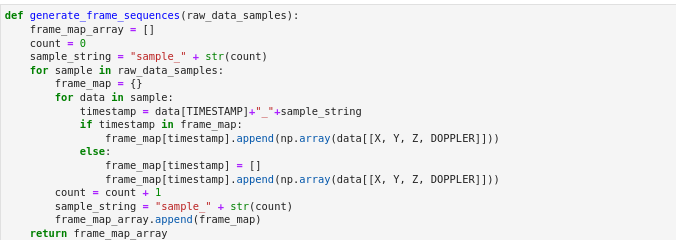 def generate_frame_sequences(raw_data_samples):
    frame_map_array = []
    count = 0
    sample_string = "sample_" + str(count)
    for sample in raw_data_samples:
        frame_map = {}
        for data in sample:
            timestamp = data[TIMESTAMP]+"_"+sample_string
            if timestamp in frame_map:
                frame_map[timestamp].append(np.array(data[[X, Y, Z, DOPPLER]]))
            else:
                frame_map[timestamp] = []
                frame_map[timestamp].append(np.array(data[[X, Y, Z, DOPPLER]]))
        count = count + 1
        sample_string = "sample_" + str(count)
        frame_map_array.append(frame_map)
    return frame_map_array